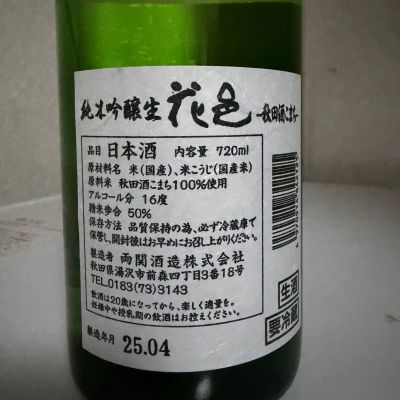 純米吟醸生 花邑 -秋田酒こまち-
品目 日本酒 内容量 720ml
原材料名 米(国産)、米こうじ(国産米)
原料米 秋田酒こまち100%使用
アルコール分 16度
精米歩合 50%
保存方法 品質保持の為、必ず冷蔵庫で
保管し、開封後はお早めにお召し上がりください。
製造者 両関酒造株式会社
秋田県湯沢市前森四丁目3番18号
TEL.0183(73)3143
飲酒は20歳になってから、楽しく適量を。
妊娠中や授乳期の飲酒はお控えください。
製造年月 25.04
生酒
要冷蔵